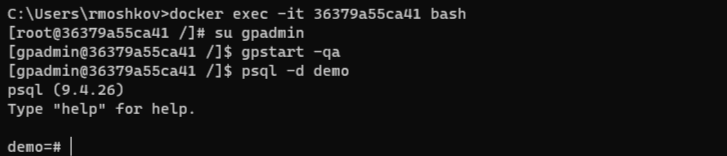 C:\Users\rmoshkov>docker exec -it 36379a55ca41 bash
[root@36379a55ca41 /]# su gpadmin
[gpadmin@36379a55ca41 /]$ gpstart -qa
[gpadmin@36379a55ca41 /]$ psql -d demo
psql (9.4.26)
Type "help" for help.
demo=#